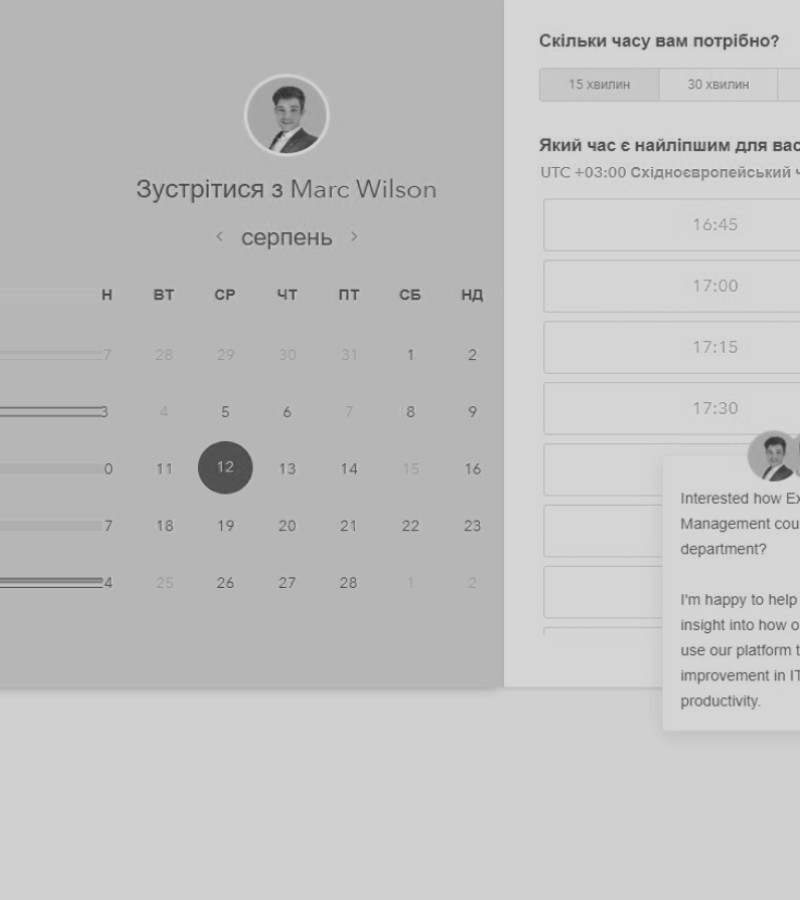 Зустрітися з Marc Wilson
‹ серпень ›
Н ВТ СР ЧТ ПТ СБ НД
7 28 29 30 31 1 2
3 4 5 6 7 8 9
0 11 12 13 14 15 16
7 18 19 20 21 22 23
4 25 26 27 28 1 2
Скільки часу вам потрібно?
15 хвилин 30 хвилин
Який час є найліпшим для вас
UTC +03:00 Східноєвропейський ч
16:45
17:00
17:15
17:30
Interested how Ex
Management cou
department?
I'm happy to help
insight into how o
use our platform t
improvement in IT
productivity.